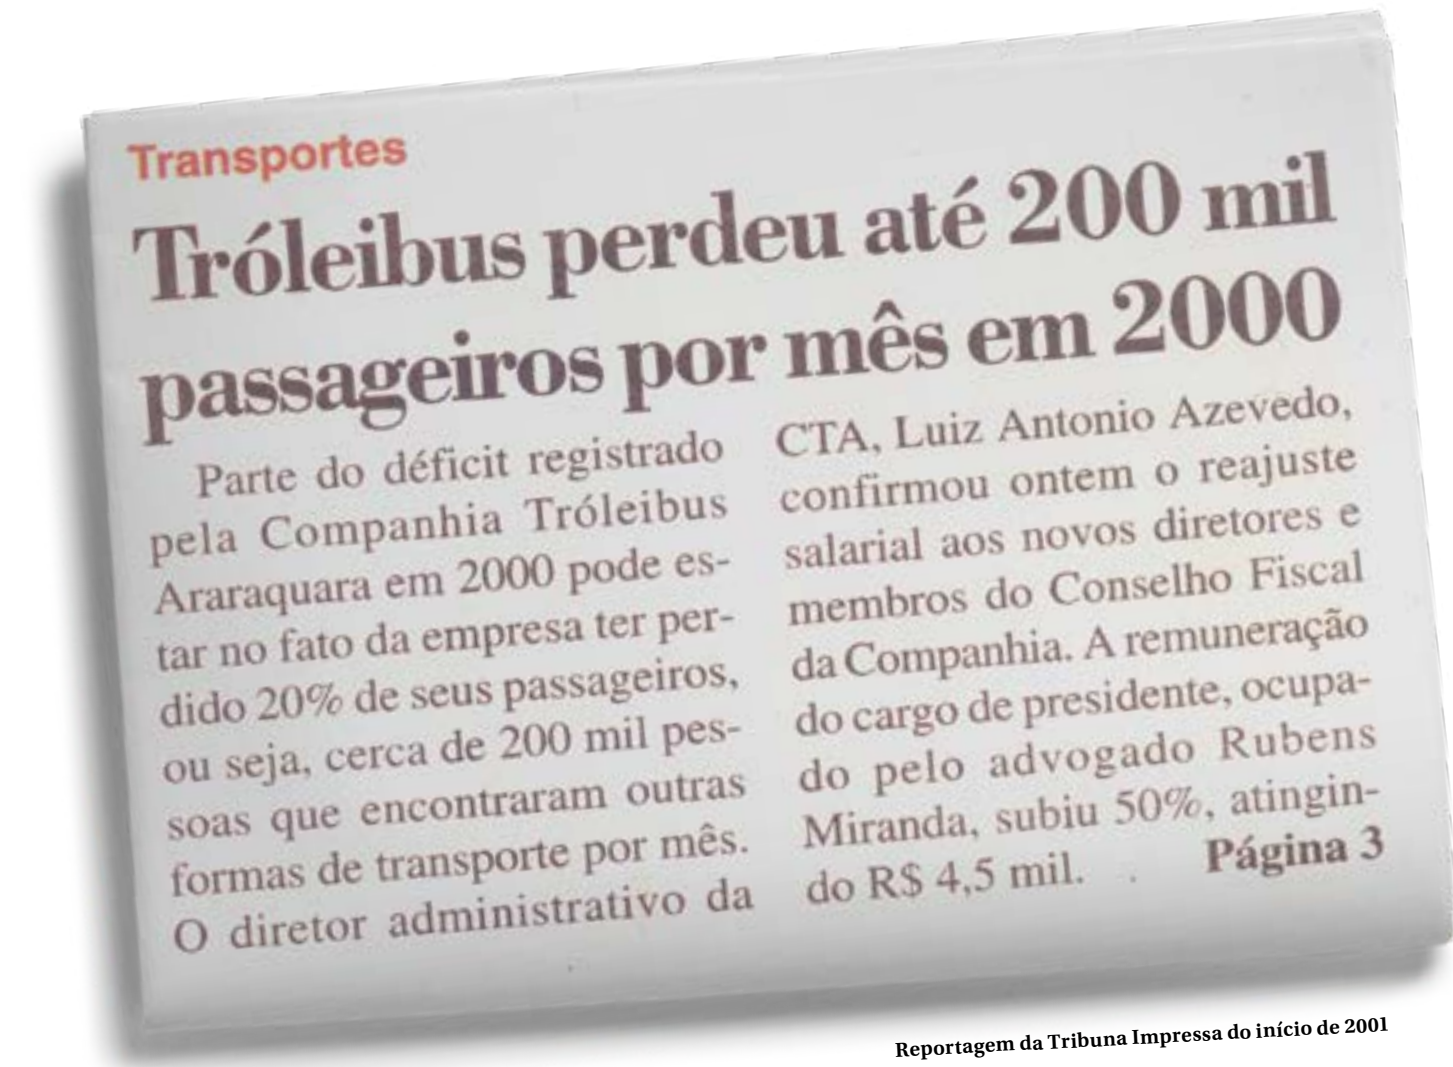 Transportes
Tróleibus perdeu até 200 mil
passageiros por mês em 2000
Parte do déficit registrado
pela Companhia Tróleibus
Araraquara em 2000 pode es-
tar no fato da empresa ter per-
dido 20% de seus passageiros,
ou seja, cerca de 200 mil pes-
soas que encontraram outras
formas de transporte por mês.
O diretor administrativo da
CTA, Luiz Antonio Azevedo,
confirmou ontem o reajuste
salarial aos novos diretores e
membros do Conselho Fiscal
da Companhia. A remuneração
do cargo de presidente, ocupa-
do pelo advogado Rubens
Miranda, subiu 50%, atingin-
do R$ 4,5 mil. Página 3
Reportagem da Tribuna Impressa do início de 2001